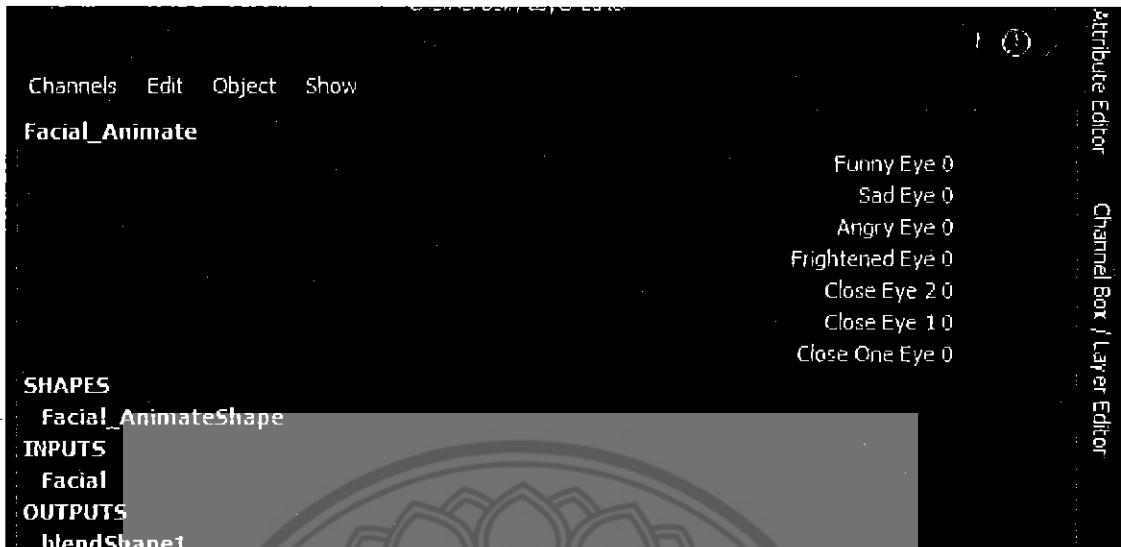 Channels Edit Object Show
Facial_Animate
Funny Eye 0
Sad Eye 0
Angry Eye 0
Frightened Eye 0
Close Eye 2 0
Close Eye 1 0
Close One Eye 0
SHAPES
Facial_AnimateShape
INPUTS
Facial
OUTPUTS
blendShape1
Attribute Editor
Channel Box / Layer Editor